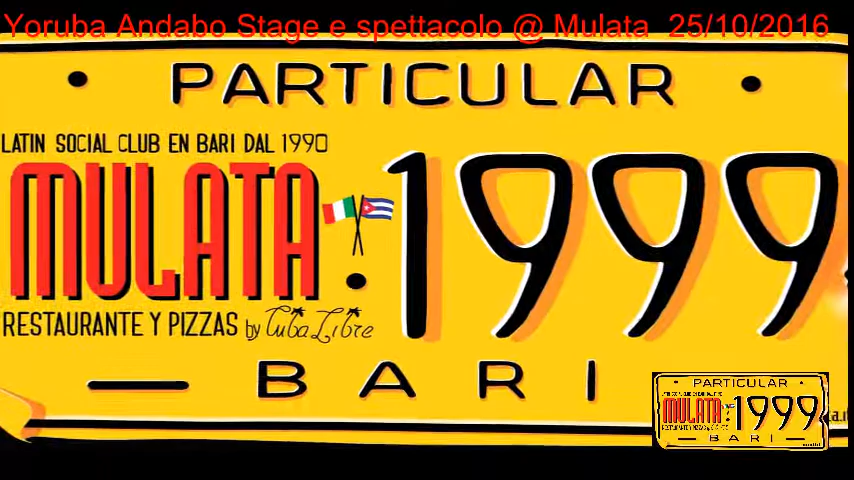 Yoruba Andabo Stage e spettacolo @ Mulata 25/10/2016
PARTICULAR
LATIN SOCIAL CLUB EN BARI DAL 1990
MULATA
1999
RESTAURANTE Y PIZZAS by Cuba Libre
BARI
PARTICULAR
MULATA
1999
BARI